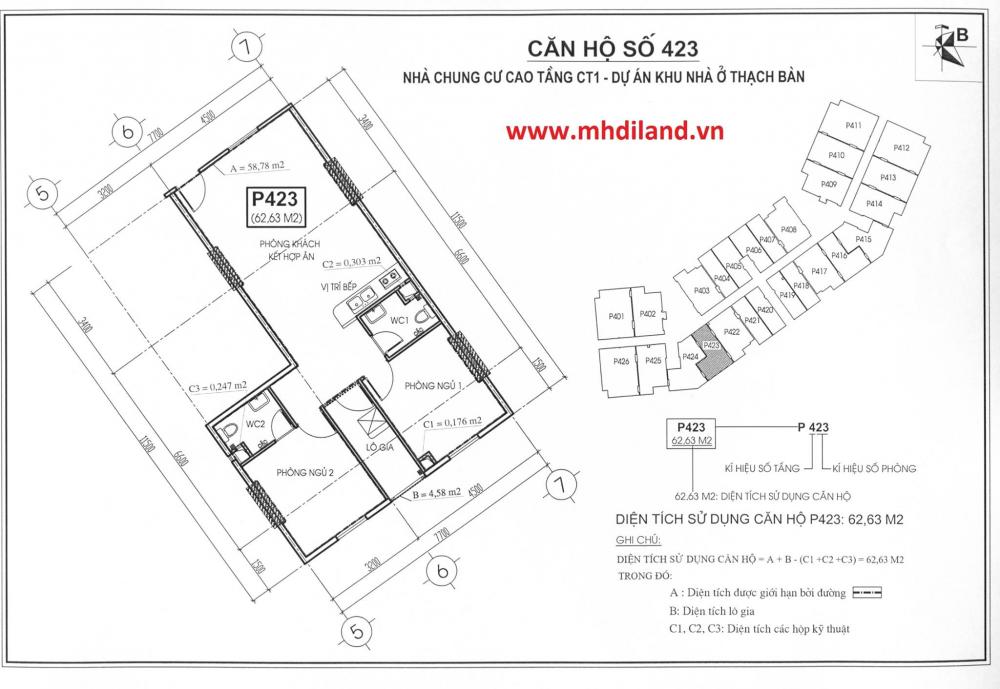 CĂN HỘ SỐ 423
NHÀ CHUNG CƯ CAO TẦNG CT1 - DỰ ÁN KHU NHÀ Ở THẠCH BÀN
www.mhdiland.vn
B
7
6
5
7700
4500
3200
3400
11500
6600
1500
A = 58,78 m2
P423
(62,63 M2)
PHÒNG KHÁCH
KẾT HỢP ĂN
C2 = 0,303 m2
VỊ TRÍ BẾP
WC1
PHÒNG NGỦ 1
C3 = 0,247 m2
WC2
C1 = 0,176 m2
LÔ GIA
PHÒNG NGỦ 2
B = 4,58 m2
3400
11500
6600
1500
4500
7700
3200
7
6
5
P411
P412
P410
P413
P409
P414
P408
P407
P415
P406
P416
P405
P417
P404
P418
P403
P419
P402
P420
P401
P421
P422
P423
P424
P425
P426
P423
62.63 M2
P 423
KÍ HIỆU SỐ TẦNG
KÍ HIỆU SỐ PHÒNG
62.63 M2: DIỆN TÍCH SỬ DỤNG CĂN HỘ
DIỆN TÍCH SỬ DỤNG CĂN HỘ P423: 62,63 M2
GHI CHÚ:
DIỆN TÍCH SỬ DỤNG CĂN HỘ = A + B - (C1 +C2 +C3) = 62,63 M2
TRONG ĐÓ:
A : Diện tích được giới hạn bởi đường
B: Diện tích lô gia
C1, C2, C3: Diện tích các hộp kỹ thuật